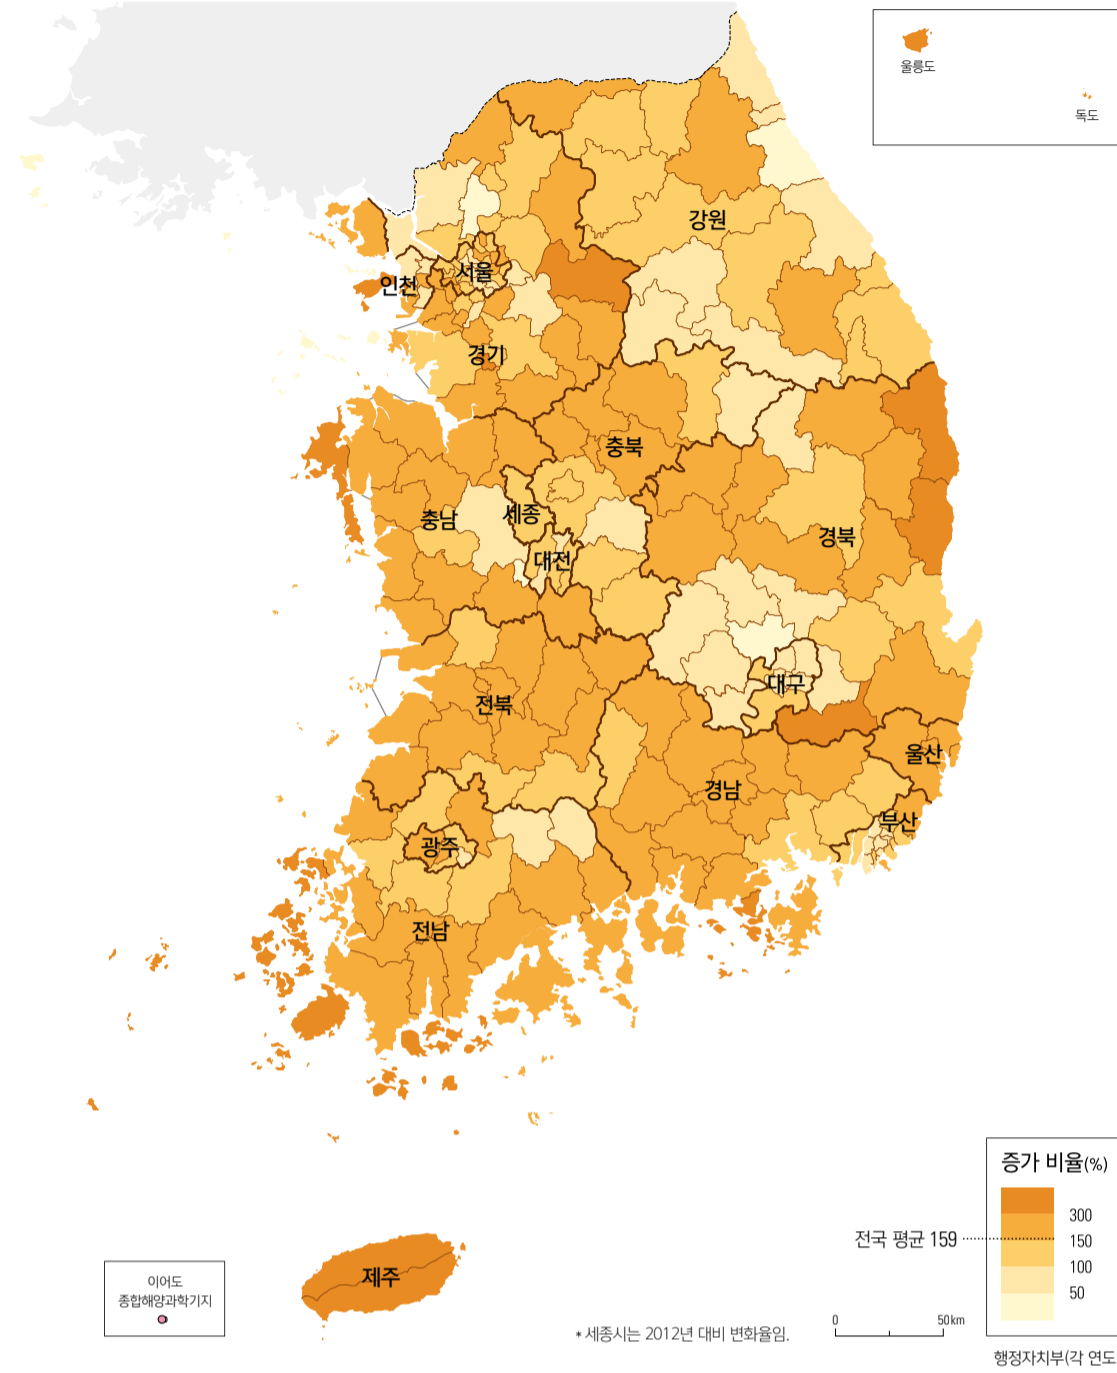 울릉도
독도
강원
서울
인천
경기
충북
충남
세종
대전
경북
대구
전북
울산
경남
부산
광주
전남
제주
증가 비율(%)
300
전국 평균 159
150
100
50
이어도
종합해양과학기지
* 세종시는 2012년 대비 변화율임.
0 50km
행정자치부(각 연도